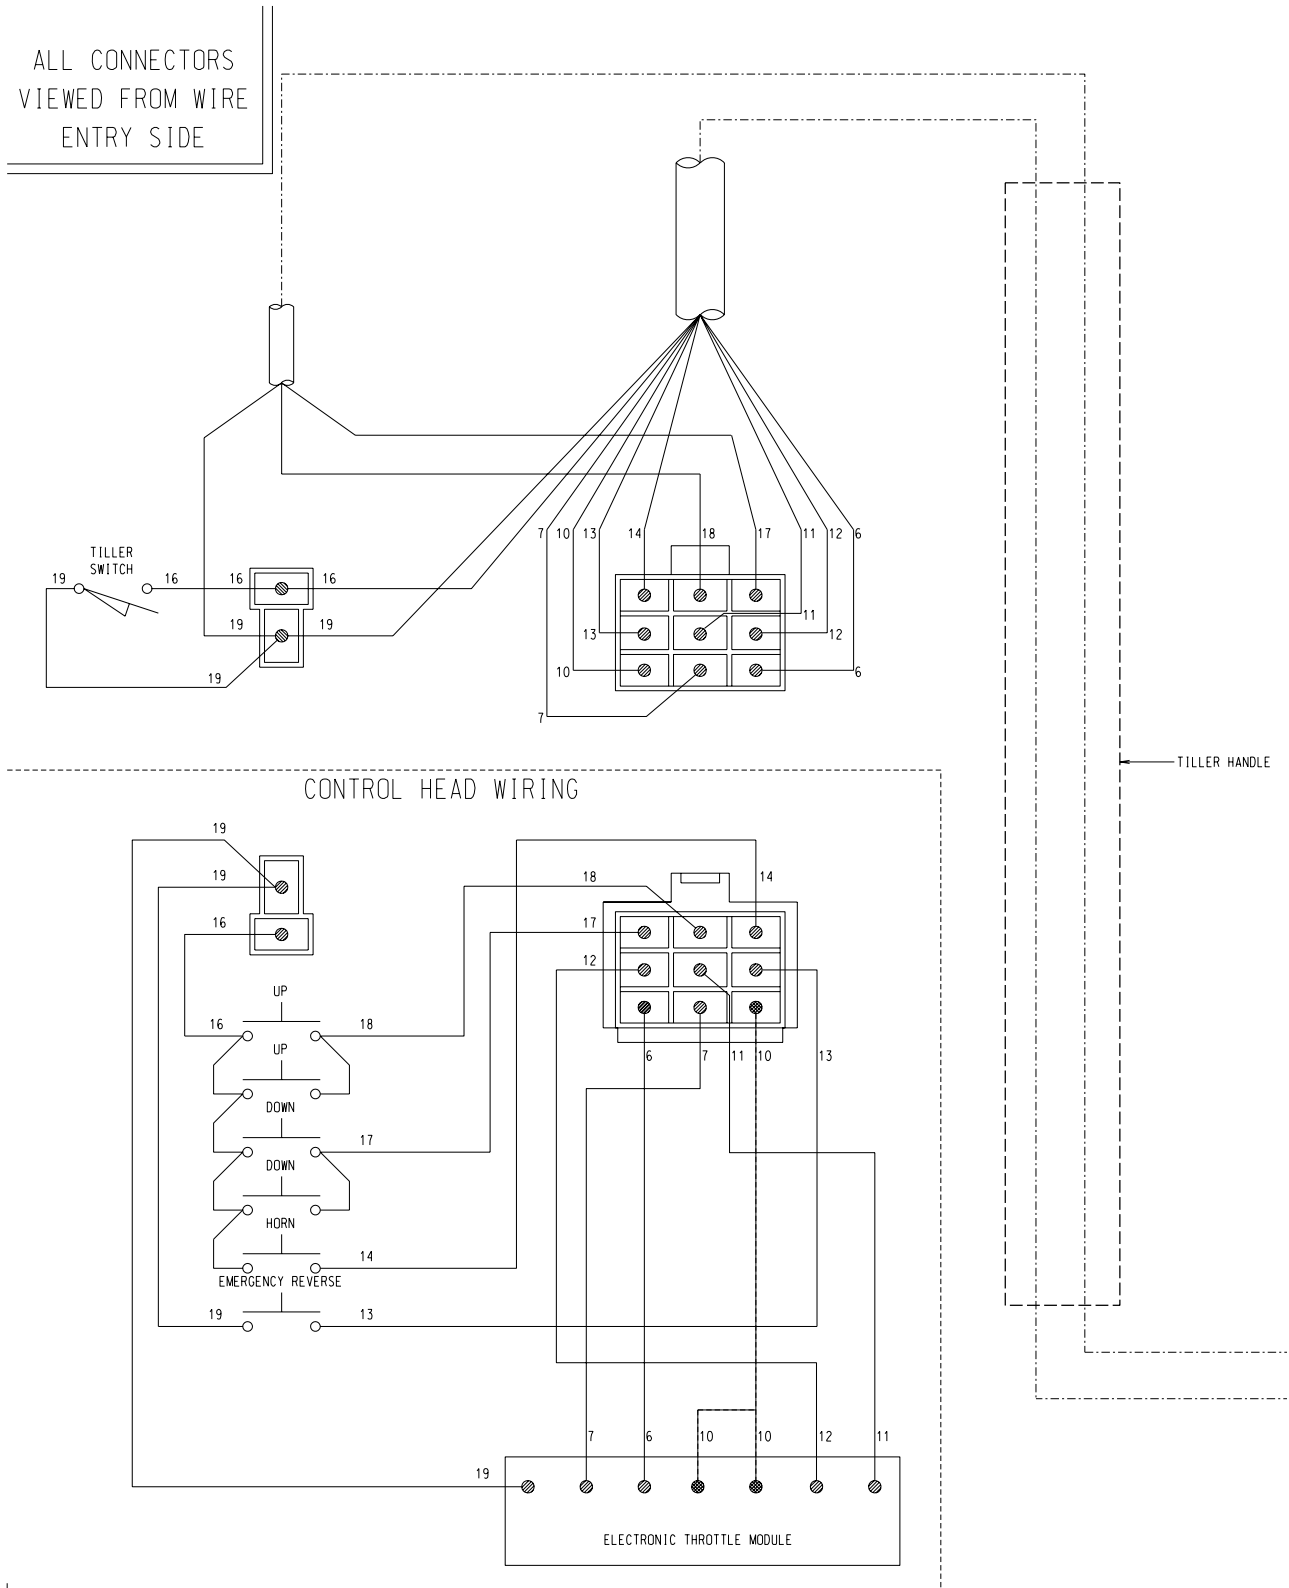 ALL CONNECTORS
VIEWED FROM WIRE
ENTRY SIDE
7 10 13 14 18 17 11 12 6
TILLER
SWITCH
19 16 16 16
11
19 19 13 12
19 10 6
7
TILLER HANDLE
CONTROL HEAD WIRING
19
19 18 14
16 17
12
UP
16 18
UP 6 7 11 10 13
DOWN
17
DOWN
HORN
14
EMERGENCY REVERSE
19 13
7 6 10 10 12 11
19
ELECTRONIC THROTTLE MODULE